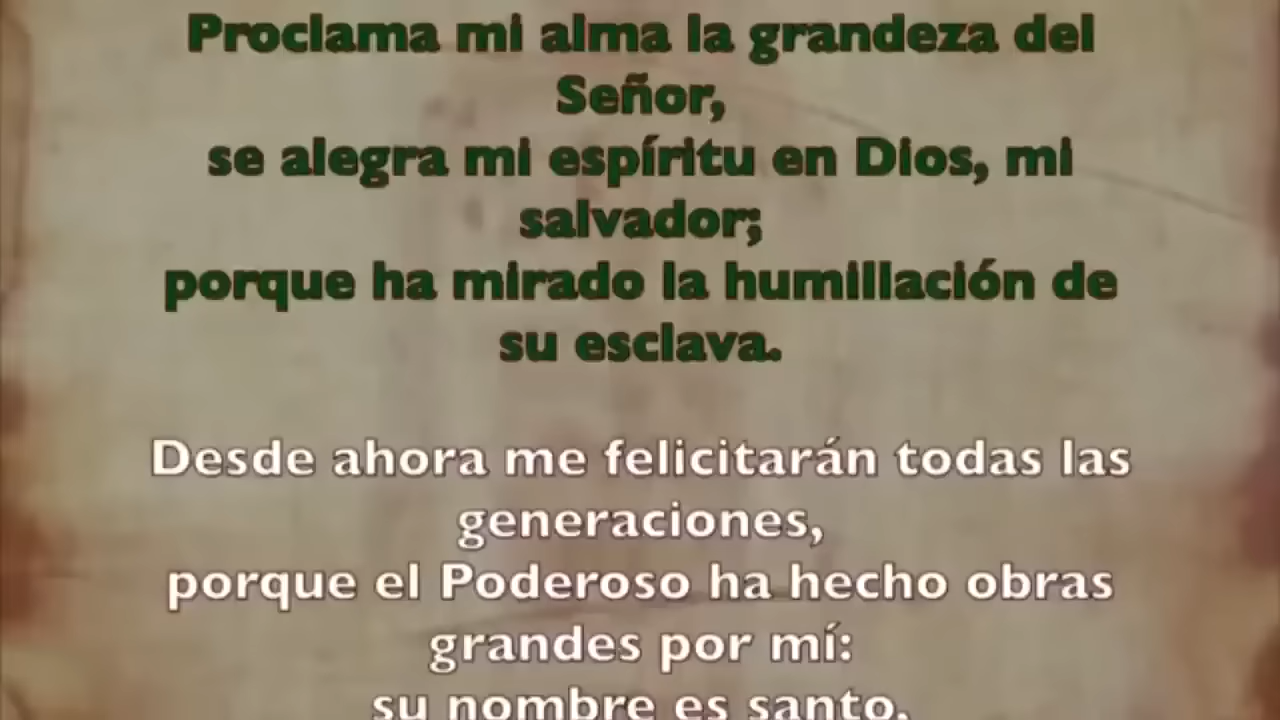 Proclama mi alma la grandeza del
Señor,
se alegra mi espíritu en Dios, mi
salvador;
porque ha mirado la humillación de
su esclava.
Desde ahora me felicitarán todas las
generaciones,
porque el Poderoso ha hecho obras
grandes por mí:
su nombre es santo,